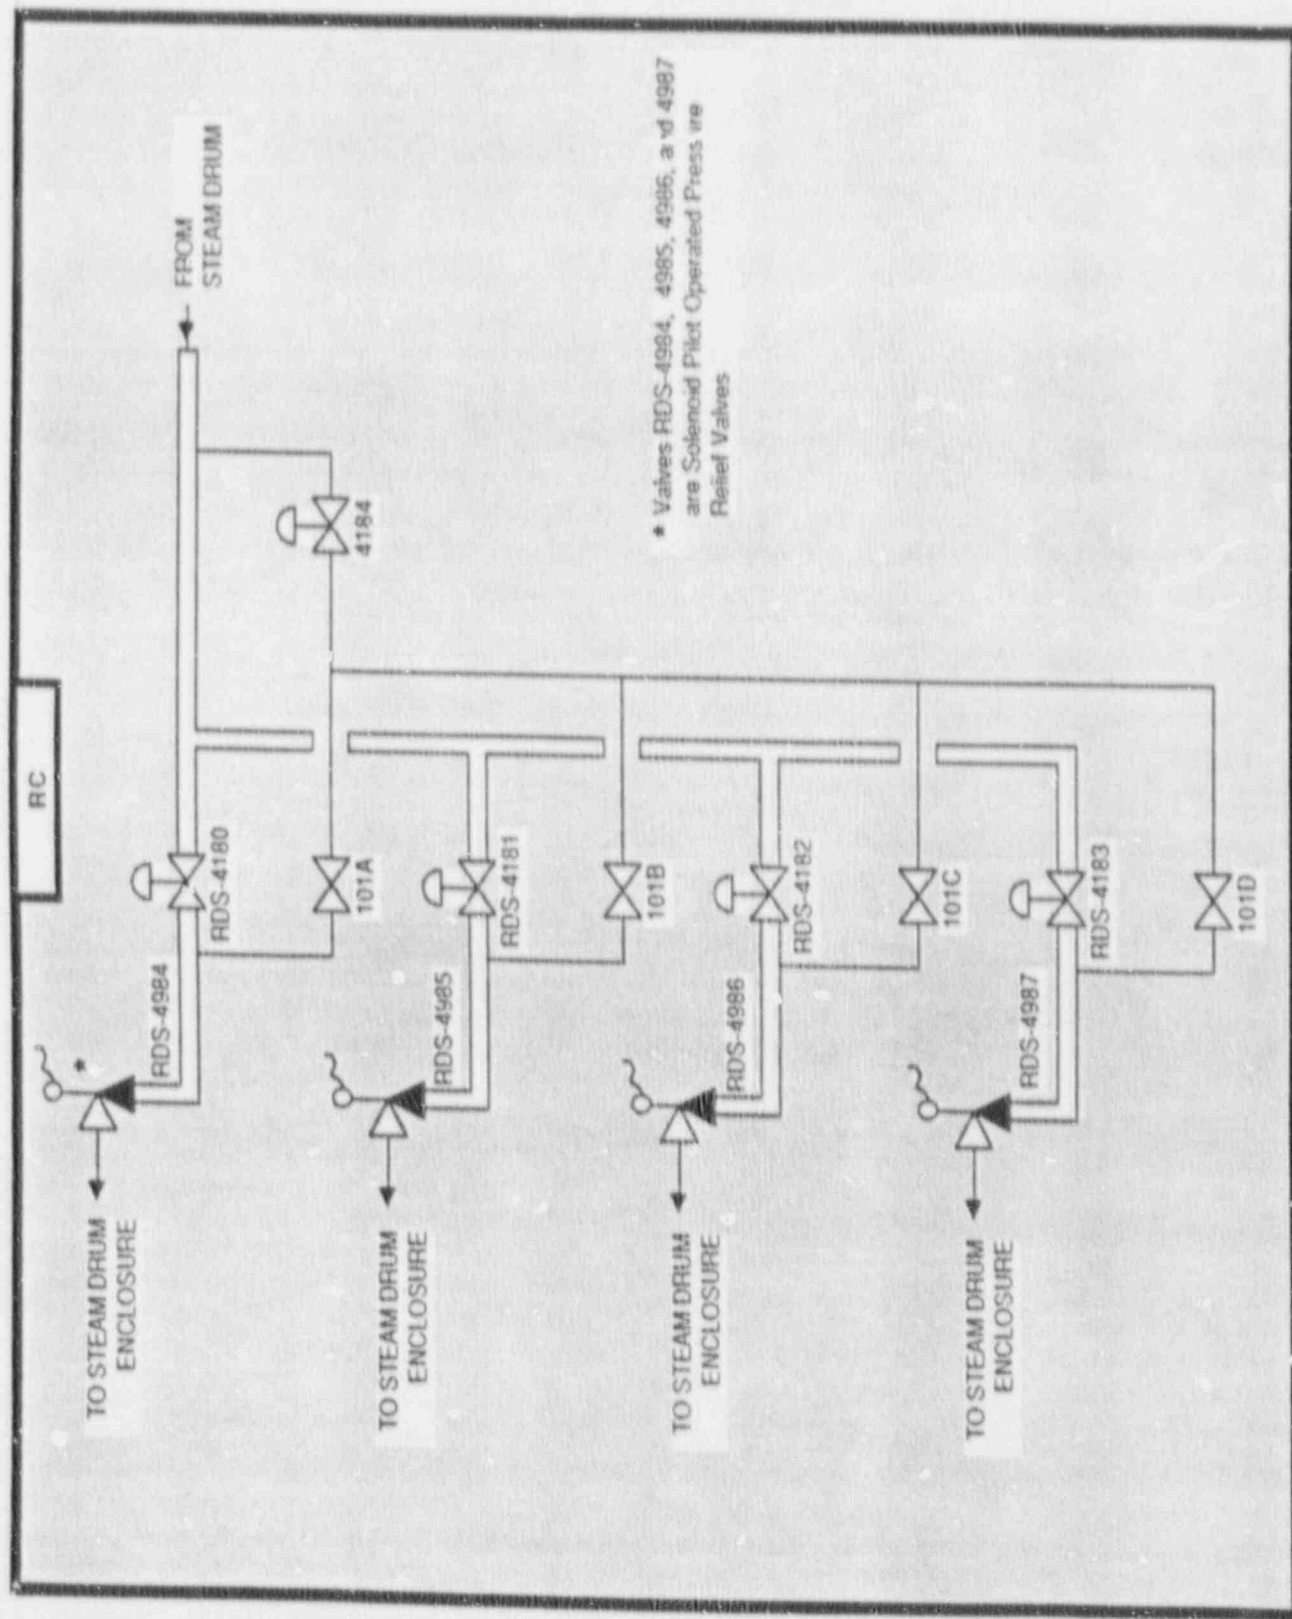 RC
FROM
STEAM DRUM
4184
RDS-4180
101A
RDS-4984
*
TO STEAM DRUM
ENCLOSURE
RDS-4181
101B
RDS-4985
TO STEAM DRUM
ENCLOSURE
RDS-4182
101C
RDS-4986
TO STEAM DRUM
ENCLOSURE
RDS-4183
101D
RDS-4987
TO STEAM DRUM
ENCLOSURE
* Valves RDS-4984, 4985, 4986, and 4987
are Solenoid Pilot Operated Pressure
Relief Valves